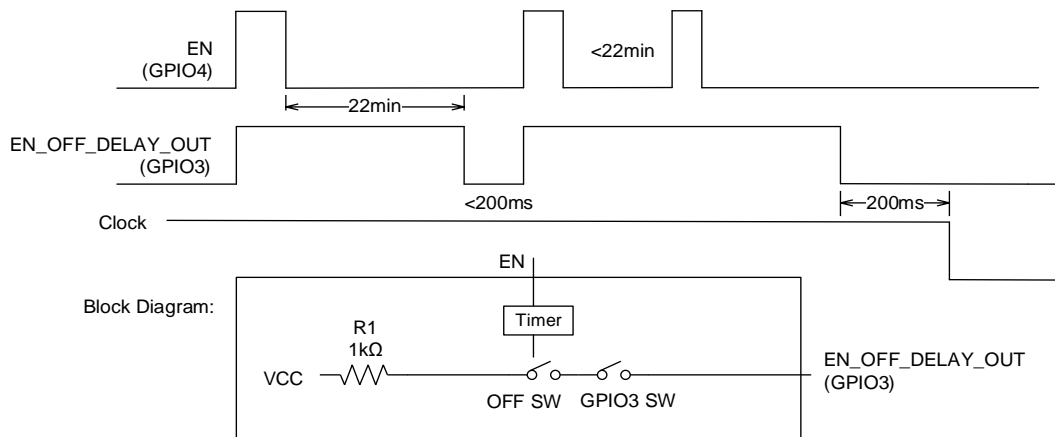 EN
(GPIO4)
<22min
22min
EN_OFF_DELAY_OUT
(GPIO3)
<200ms
200ms
Clock
EN
Block Diagram:
Timer
R1
1kΩ
VCC
EN_OFF_DELAY_OUT
(GPIO3)
OFF SW
GPIO3 SW